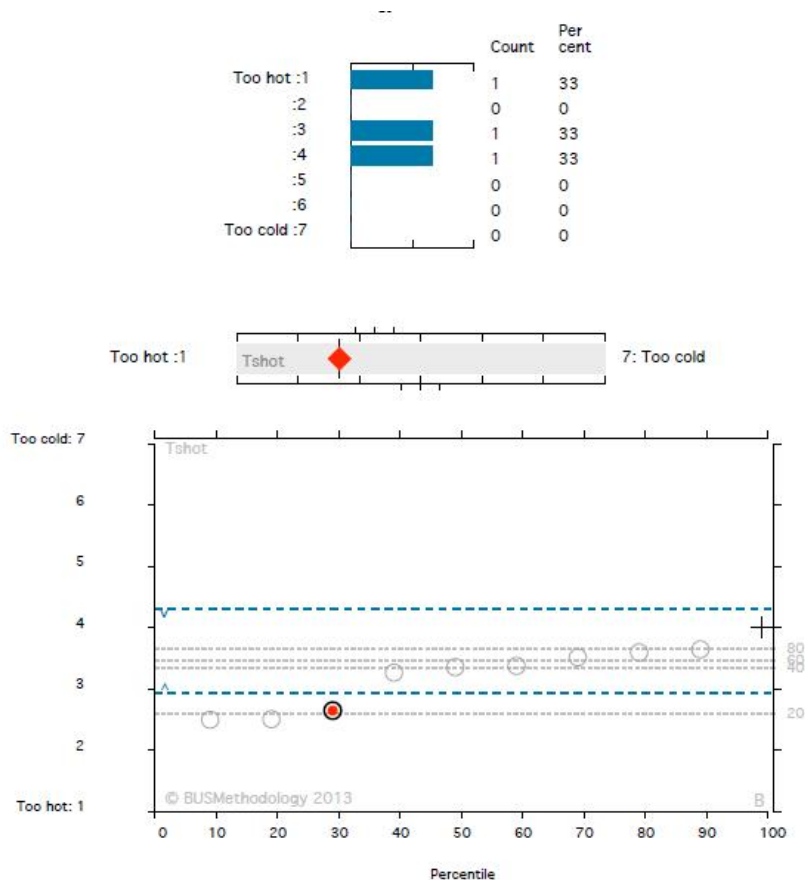 Count Per cent
Too hot :1 1 33
:2 0 0
:3 1 33
:4 1 33
:5 0 0
:6 0 0
Too cold :7 0 0
Too hot :1 Tshot 7: Too cold
Too cold: 7
Tshot
6
5
4
80
60
40
3
20
2
© BUSMethodology 2013 B
Too hot: 1
0 10 20 30 40 50 60 70 80 90 100
Percentile